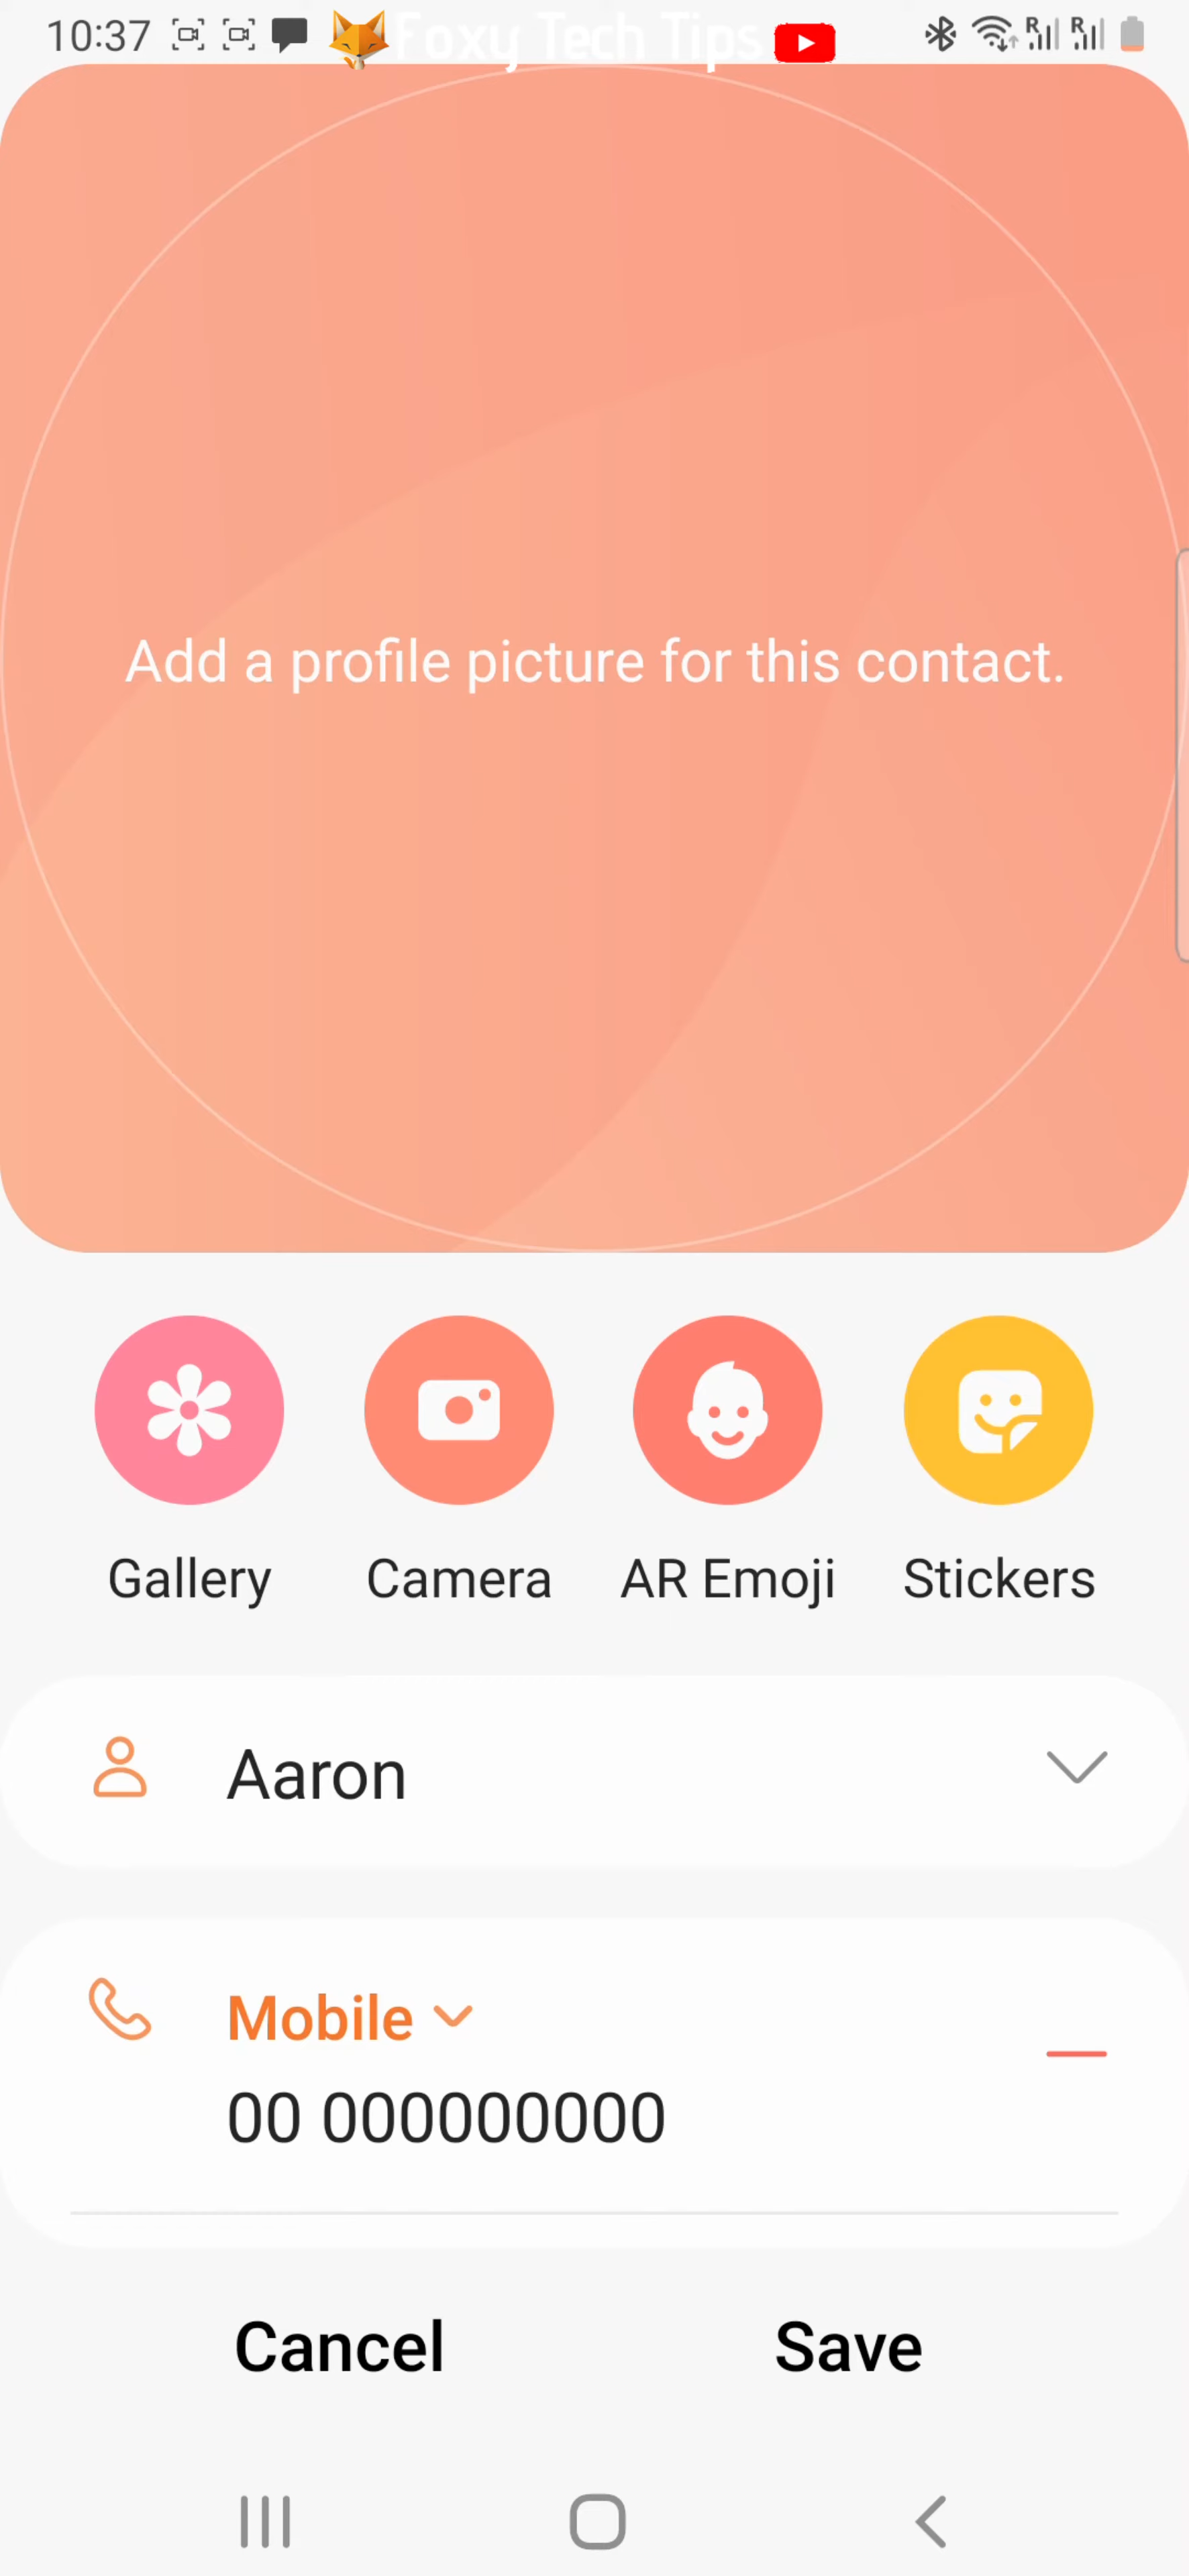 10:37 Foxy Tech Tips R R
Add a profile picture for this contact.
Gallery Camera AR Emoji Stickers
Aaron
Mobile
00 000000000
Cancel Save